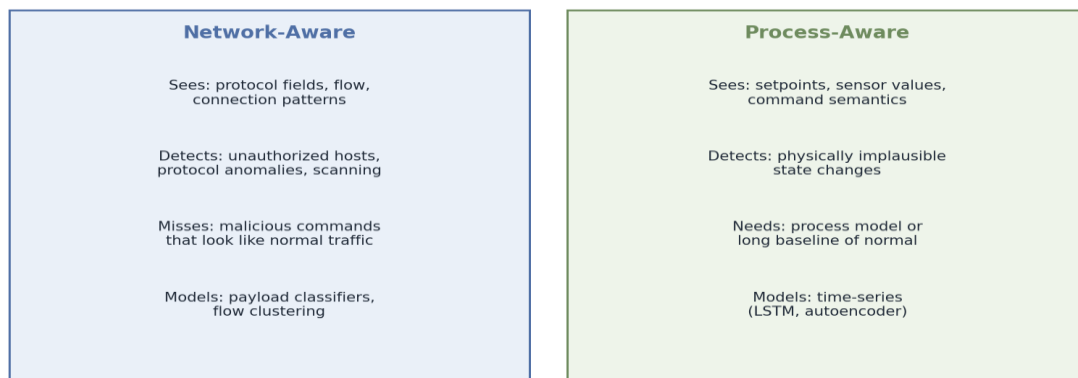 Network-Aware
Sees: protocol fields, flow,
connection patterns
Detects: unauthorized hosts,
protocol anomalies, scanning
Misses: malicious commands
that look like normal traffic
Models: payload classifiers,
flow clustering
Process-Aware
Sees: setpoints, sensor values,
command semantics
Detects: physically implausible
state changes
Needs: process model or
long baseline of normal
Models: time-series
(LSTM, autoencoder)